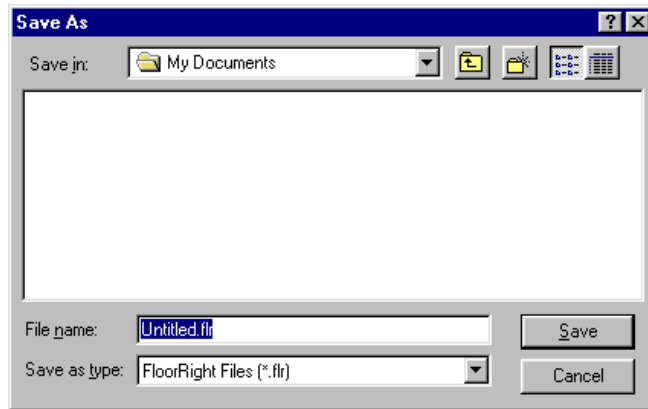 Save As
Save in: My Documents
File name: Untitled.flr Save
Save as type: FloorRight Files (*.flr) Cancel